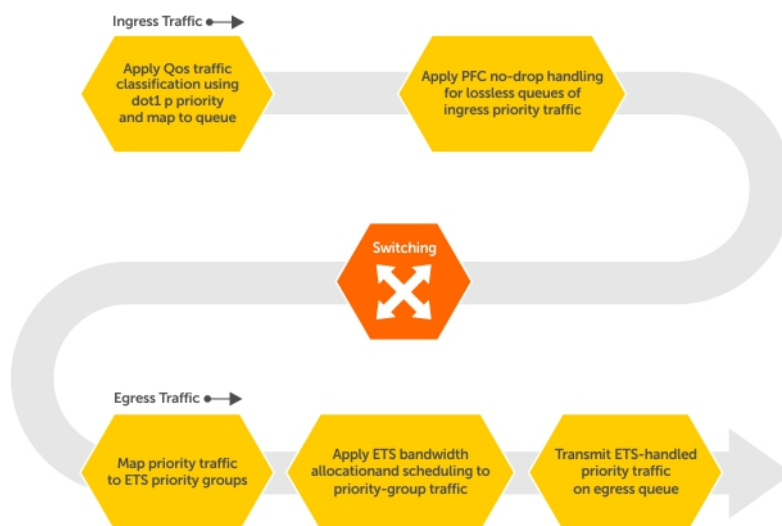 Ingress Traffic
Apply Qos traffic
classification using
dot1 p priority
and map to queue
Apply PFC no-drop handling
for lossless queues of
ingress priority traffic
Switching
Egress Traffic
Map priority traffic
to ETS priority groups
Apply ETS bandwidth
allocationand scheduling to
priority-group traffic
Transmit ETS-handled
priority traffic
on egress queue